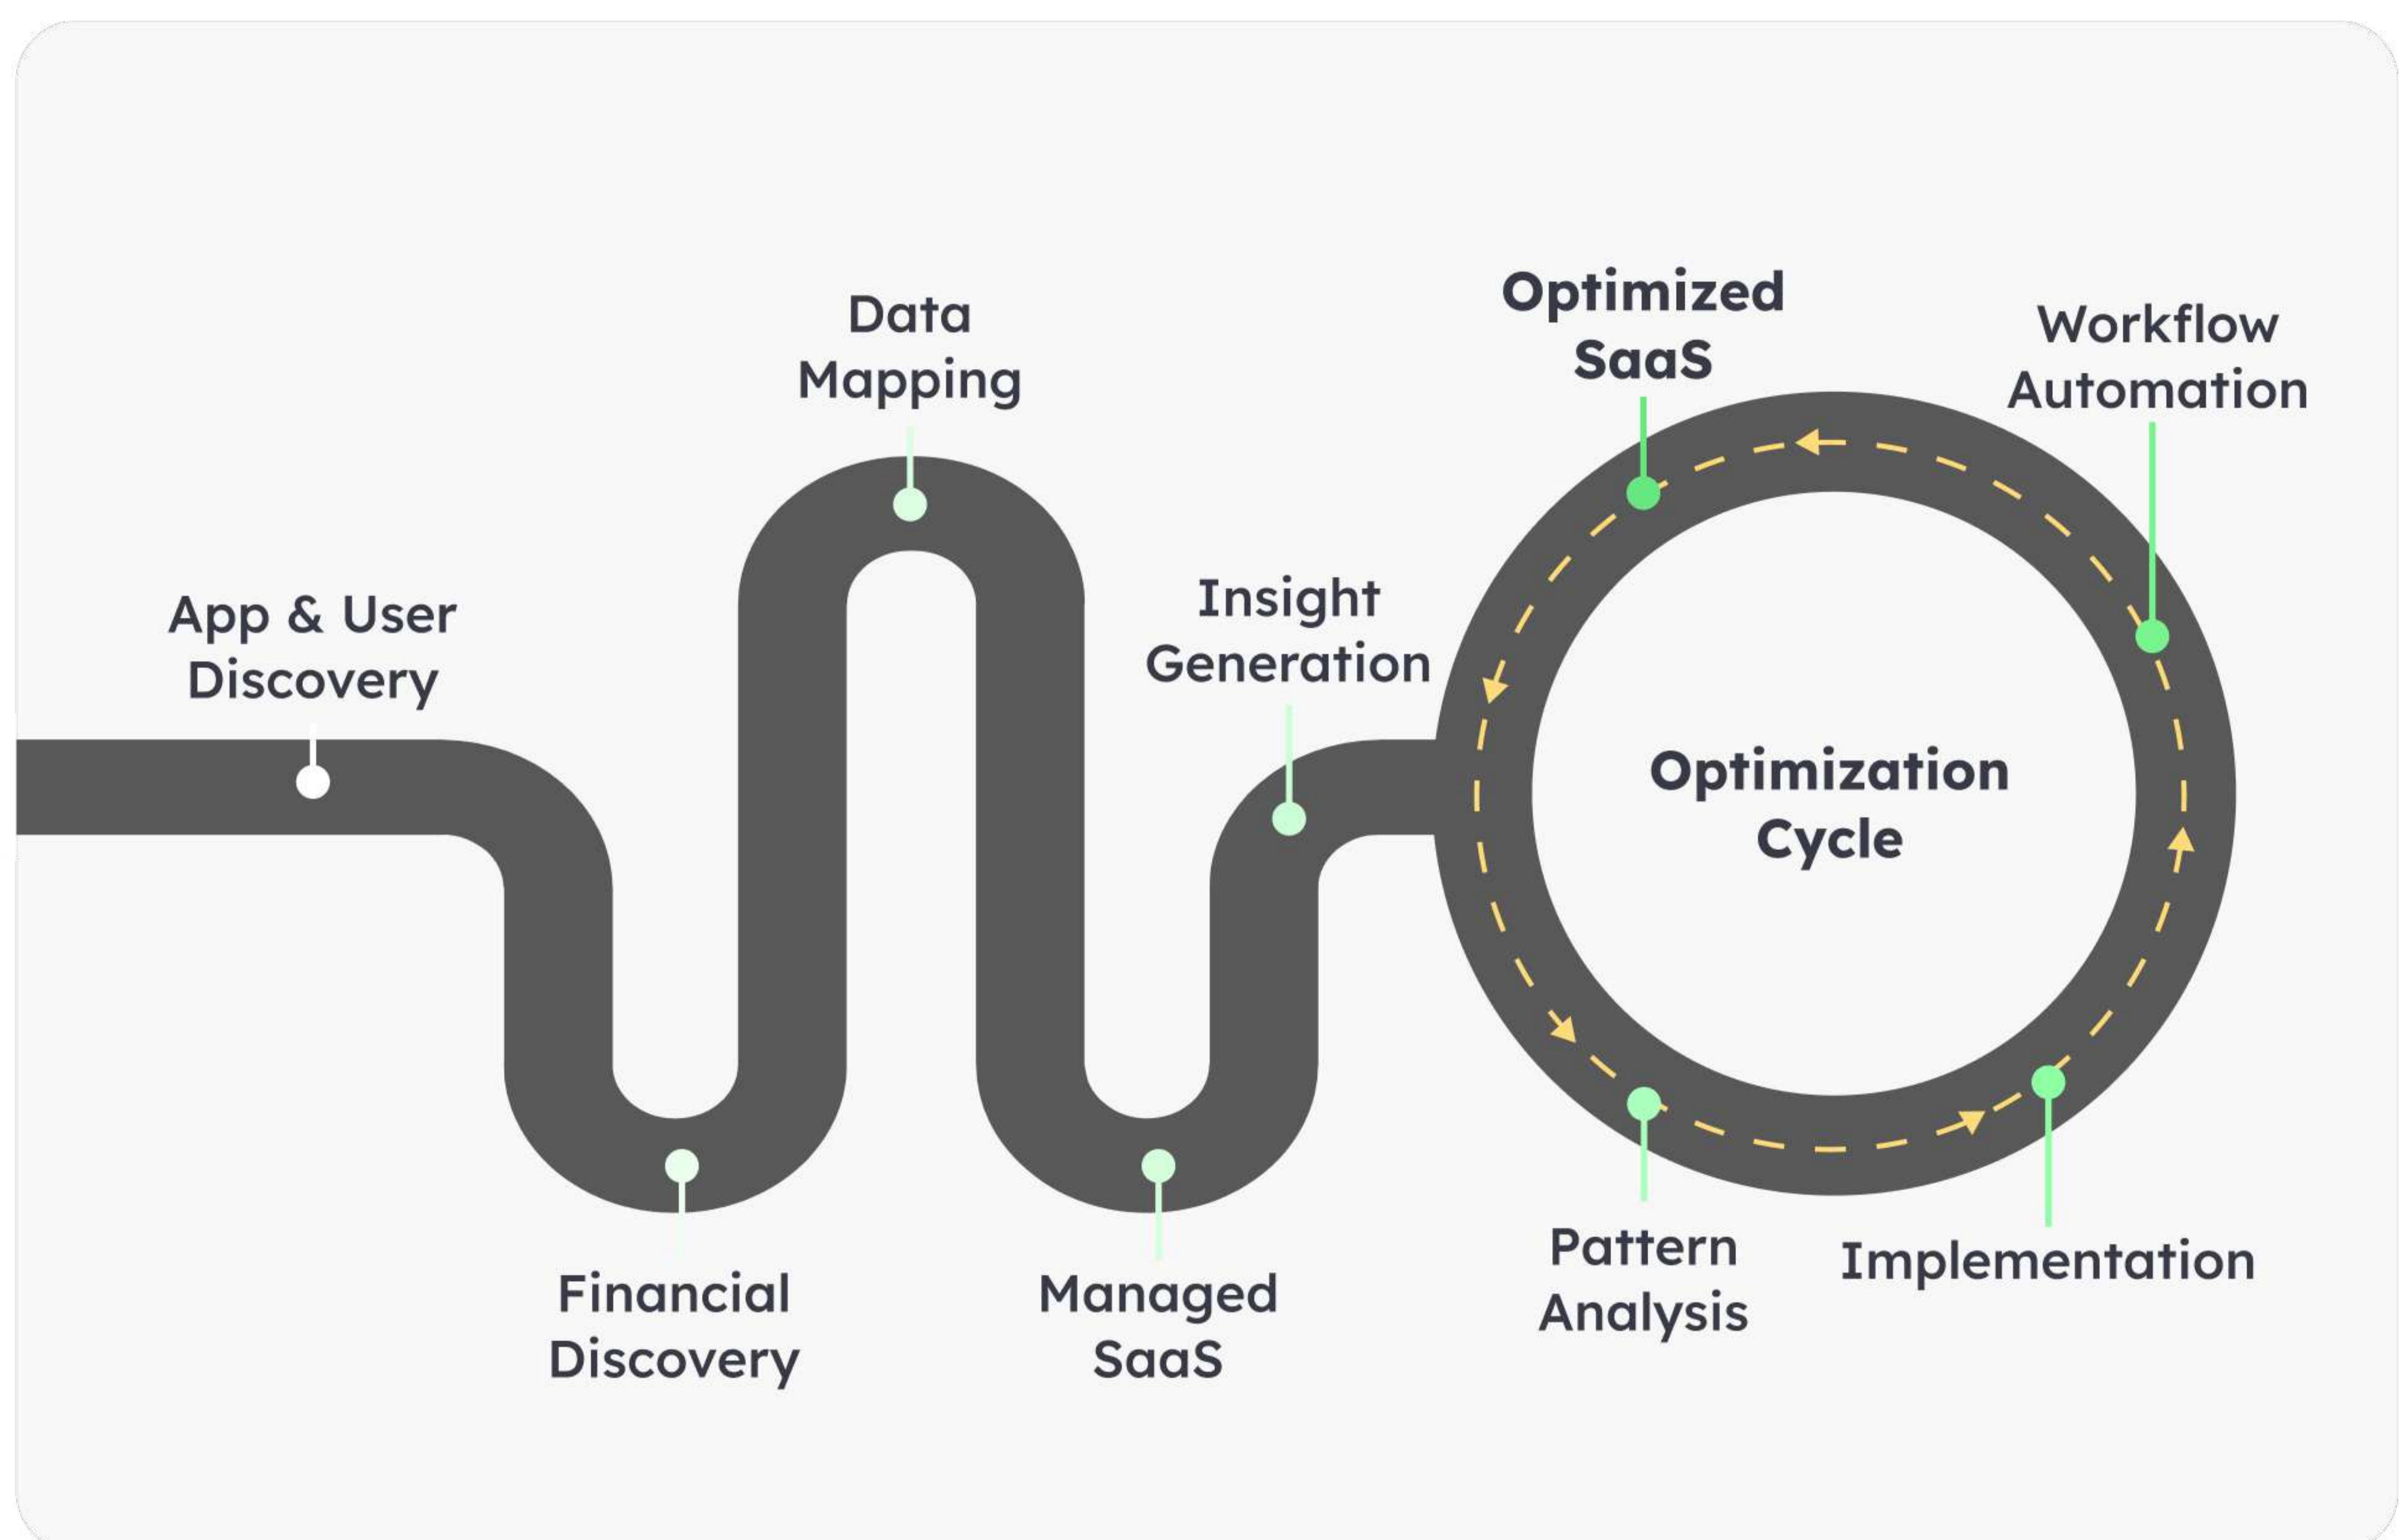 App & User
Discovery
Financial
Discovery
Data
Mapping
Managed
SaaS
Insight
Generation
Optimized
SaaS
Workflow
Automation
Optimization
Cycle
Pattern
Analysis
Implementation